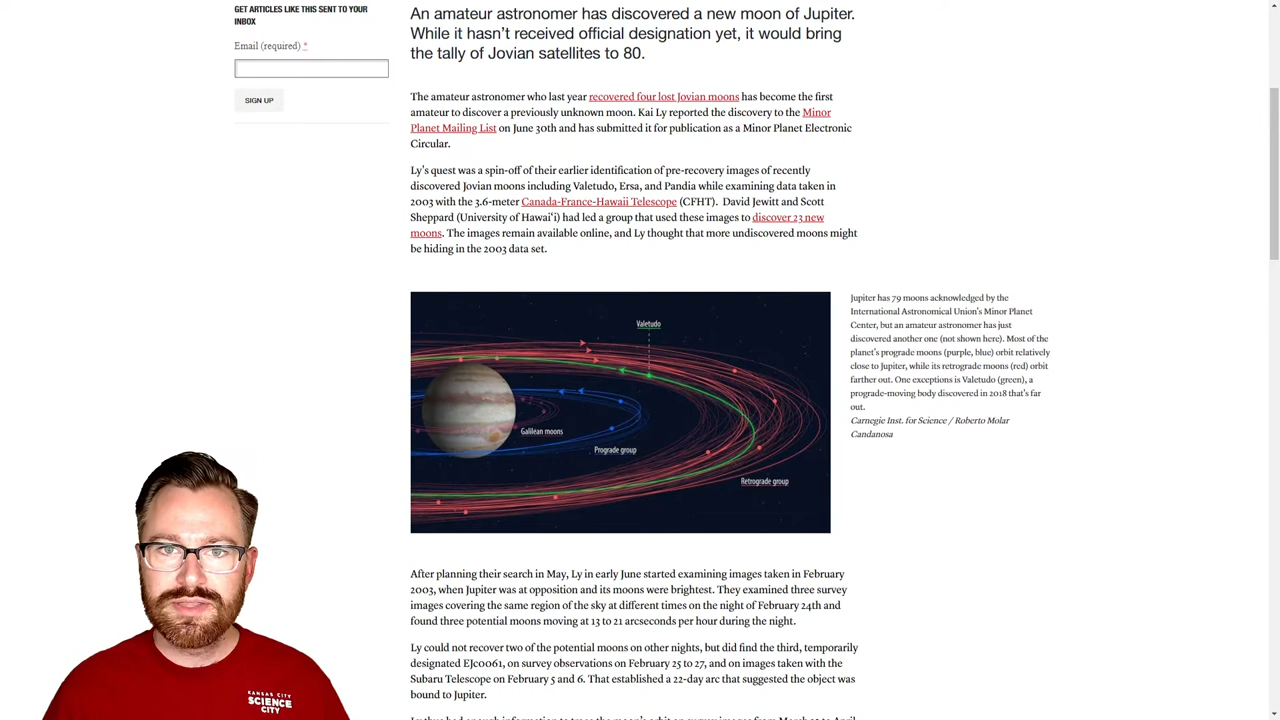 GET ARTICLES LIKE THIS SENT TO YOUR
INBOX
Email (required) *
SIGN UP
An amateur astronomer has discovered a new moon of Jupiter.
While it hasn’t received official designation yet, it would bring
the tally of Jovian satellites to 80.
The amateur astronomer who last year recovered four lost Jovian moons has become the first
amateur to discover a previously unknown moon. Kai Ly reported the discovery to the Minor
Planet Mailing List on June 30th and has submitted it for publication as a Minor Planet Electronic
Circular.
Ly's quest was a spin-off of their earlier identification of pre-recovery images of recently
discovered Jovian moons including Valetudo, Ersa, and Pandia while examining data taken in
2003 with the 3.6-meter Canada-France-Hawaii Telescope (CFHT). David Jewitt and Scott
Sheppard (University of Hawai‘i) had led a group that used these images to discover 23 new
moons. The images remain available online, and Ly thought that more undiscovered moons might
be hiding in the 2003 data set.
Valetudo
Galilean moons
Prograde group
Retrograde group
Jupiter has 79 moons acknowledged by the
International Astronomical Union's Minor Planet
Center, but an amateur astronomer has just
discovered another one (not shown here). Most of the
planet's prograde moons (purple, blue) orbit relatively
close to Jupiter, while its retrograde moons (red) orbit
farther out. One exceptions is Valetudo (green), a
prograde-moving body discovered in 2018 that's far
out.
Carnegie Inst. for Science / Roberto Molar
Candanosa
After planning their search in May, Ly in early June started examining images taken in February
2003, when Jupiter was at opposition and its moons were brightest. They examined three survey
images covering the same region of the sky at different times on the night of February 24th and
found three potential moons moving at 13 to 21 arcseconds per hour during the night.
Ly could not recover two of the potential moons on other nights, but did find the third, temporarily
designated EJc0061, on survey observations on February 25 to 27, and on images taken with the
Subaru Telescope on February 5 and 6. That established a 22-day arc that suggested the object was
bound to Jupiter.
KANSAS CITY
SCIENCE
CITY